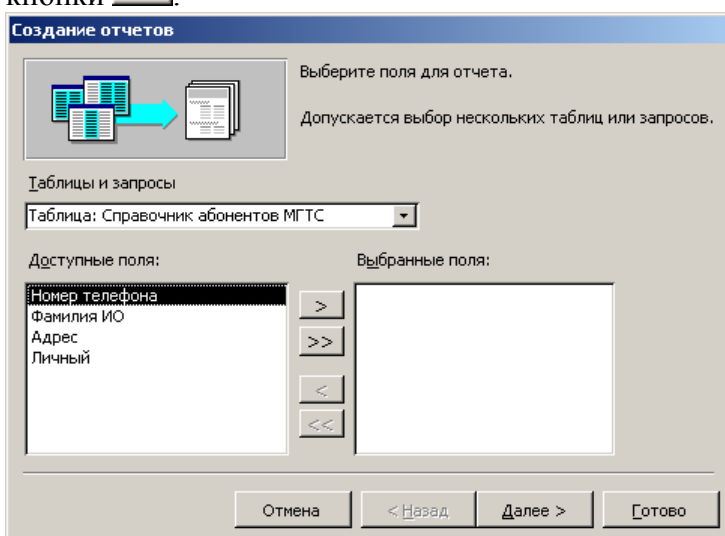 кнопки .
Создание отчетов
Выберите поля для отчета.
Допускается выбор нескольких таблиц или запросов.
Таблицы и запросы
Таблица: Справочник абонентов МГТС
Доступные поля:
Выбранные поля:
Номер телефона
Фамилия ИО
Адрес
Личный
>
>>
<
<<
Отмена
< Назад
Далее >
Готово